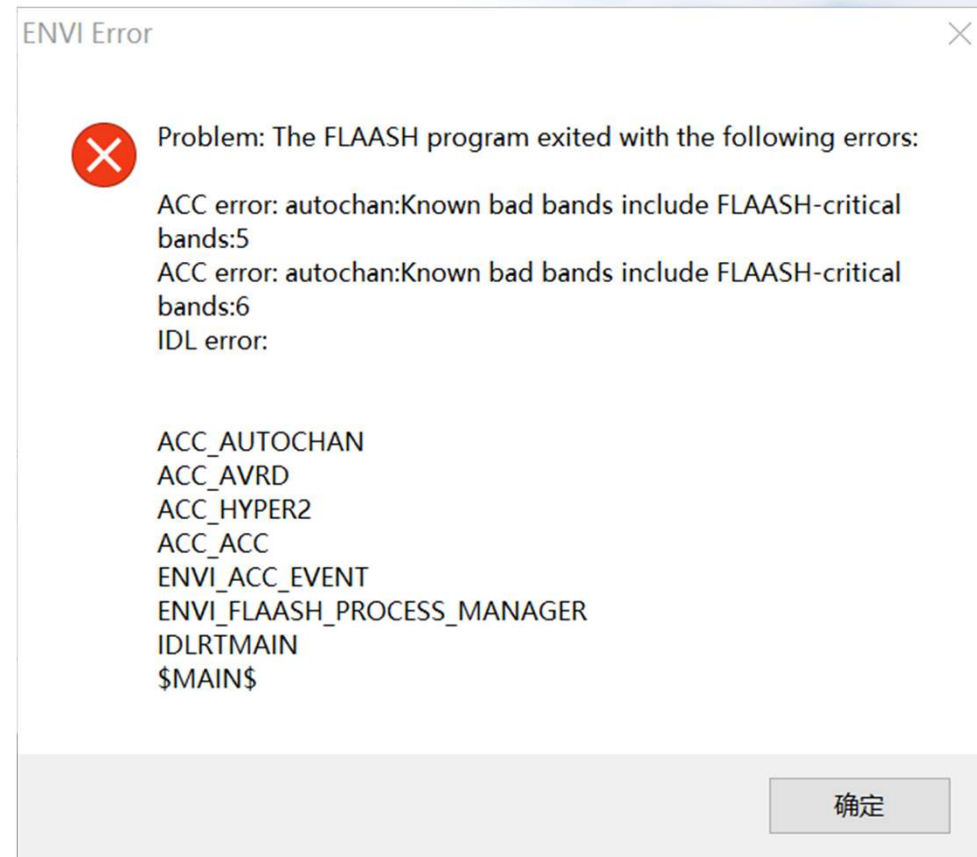 ENVI Error
Problem: The FLAASH program exited with the following errors:
ACC error: autochan:Known bad bands include FLAASH-critical
bands:5
ACC error: autochan:Known bad bands include FLAASH-critical
bands:6
IDL error:
ACC_AUTOCHAN
ACC_AVRD
ACC_HYPER2
ACC_ACC
ENVI_ACC_EVENT
ENVI_FLAASH_PROCESS_MANAGER
IDLRTMAIN
$MAIN$
确定